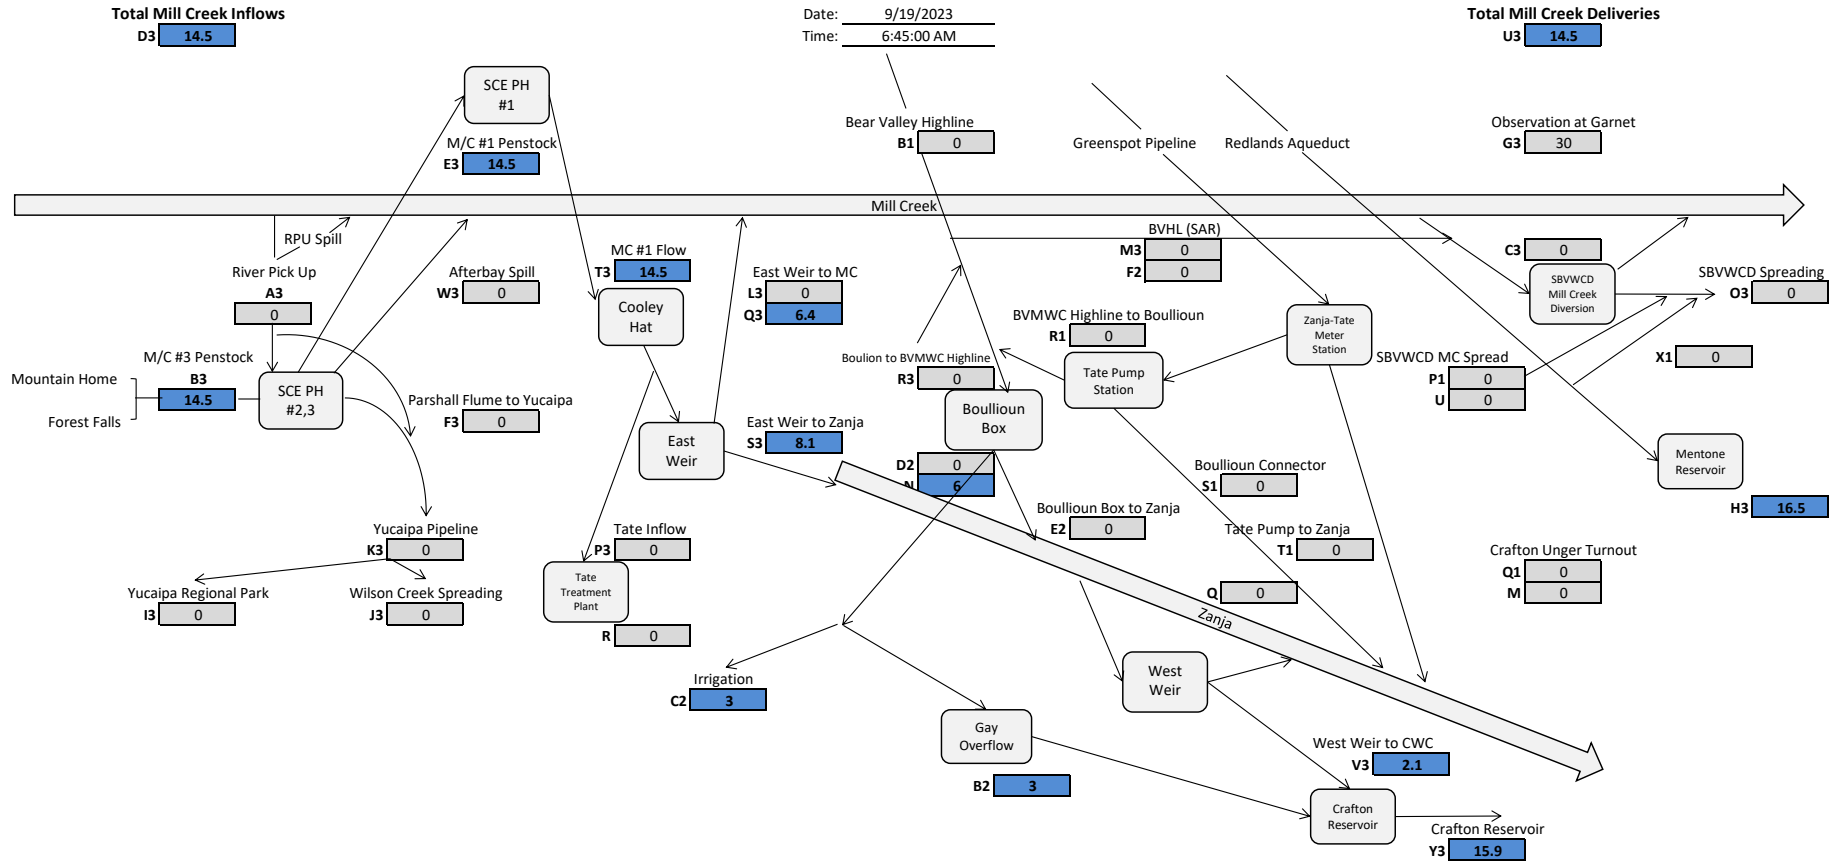 Total Mill Creek Inflows
D3 14.5
Date: 9/19/2023
Time: 6:45:00 AM
Total Mill Creek Deliveries
U3 14.5
SCE PH
#1
M/C #1 Penstock
E3 14.5
Bear Valley Highline
B1 0
Greenspot Pipeline
Redlands Aqueduct
Observation at Garnet
G3 30
Mill Creek
RPU Spill
River Pick Up
A3
0
Afterbay Spill
W3 0
MC #1 Flow
T3 14.5
Cooley
Hat
East Weir to MC
L3 0
Q3 6.4
BVHL (SAR)
M3 0
F2 0
C3 0
SBVWCD
Mill Creek
Diversion
SBVWCD Spreading
O3 0
BVMWC Highline to Boullioun
R1 0
Zanja-Tate
Meter
Station
Boulion to BVMWC Highline
R3 0
Tate Pump
Station
SBVWCD MC Spread
P1 0
U 0
X1 0
M/C #3 Penstock
B3
14.5
Mountain Home
Forest Falls
SCE PH
#2,3
Parshall Flume to Yucaipa
F3 0
East
Weir
East Weir to Zanja
S3 8.1
Boullioun
Box
D2 0
N 6
Boullioun Connector
S1 0
Mentone
Reservoir
H3 16.5
Boullioun Box to Zanja
E2 0
Tate Pump to Zanja
T1 0
Yucaipa Pipeline
K3 0
Tate Inflow
P3 0
Crafton Unger Turnout
Q1 0
M 0
Yucaipa Regional Park
I3 0
Wilson Creek Spreading
J3 0
Tate
Treatment
Plant
R 0
Q 0
Zanja
Irrigation
C2 3
West
Weir
Gay
Overflow
B2 3
West Weir to CWC
V3 2.1
Crafton
Reservoir
Crafton Reservoir
Y3 15.9